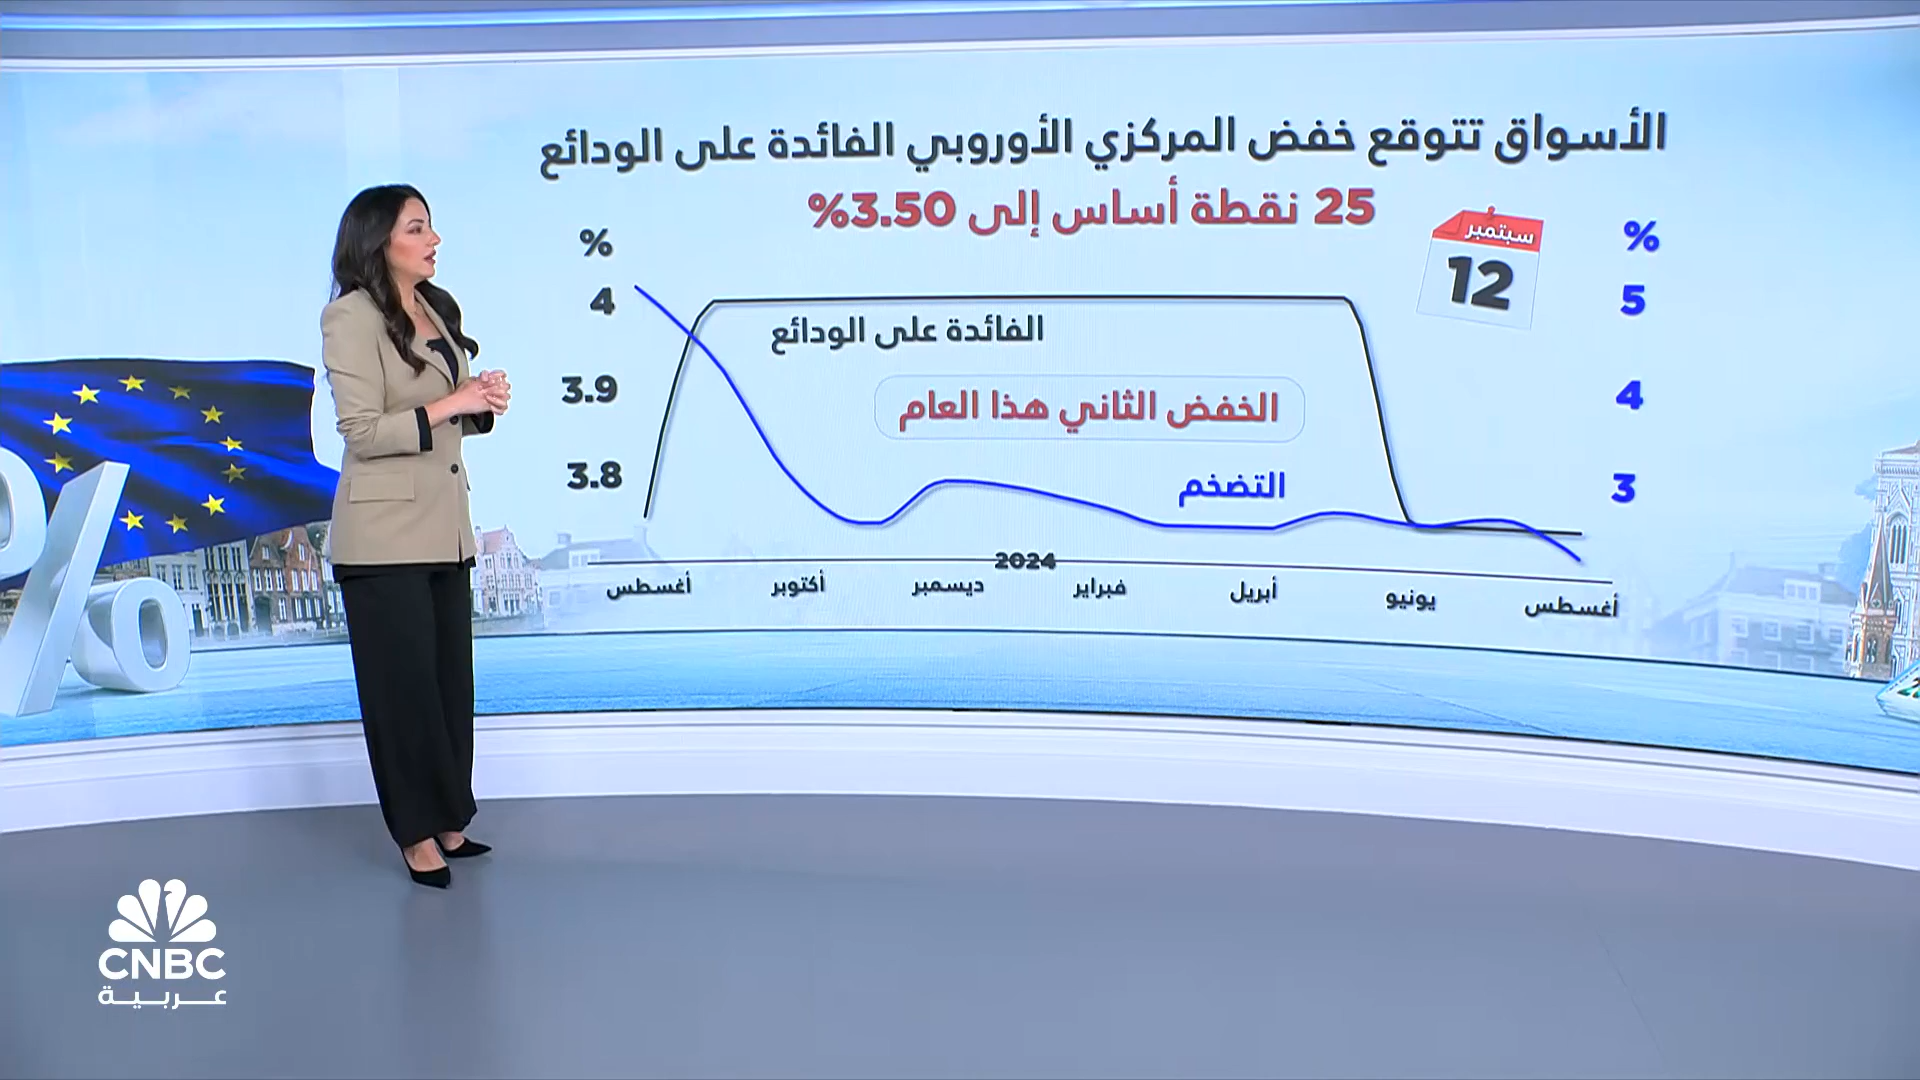 الأسواق تتوقع خفض المركزي الأوروبي الفائدة على الودائع
25 نقطة أساس إلى 3.50%
سبتمبر
12
%
5
4
3
%
4
3.9
3.8
الفائدة على الودائع
الخفض الثاني هذا العام
التضخم
2024
أغسطس
أكتوبر
ديسمبر
فبراير
أبريل
يونيو
أغسطس
%
CNBC
عربية